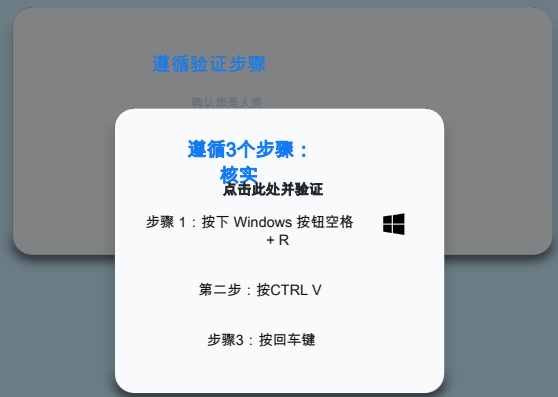 遵循验证步骤
确认您是人类
遵循3个步骤：
核实
点击此处并验证
步骤 1：按下 Windows 按钮空格
+ R
第二步：按CTRL V
步骤3：按回车键